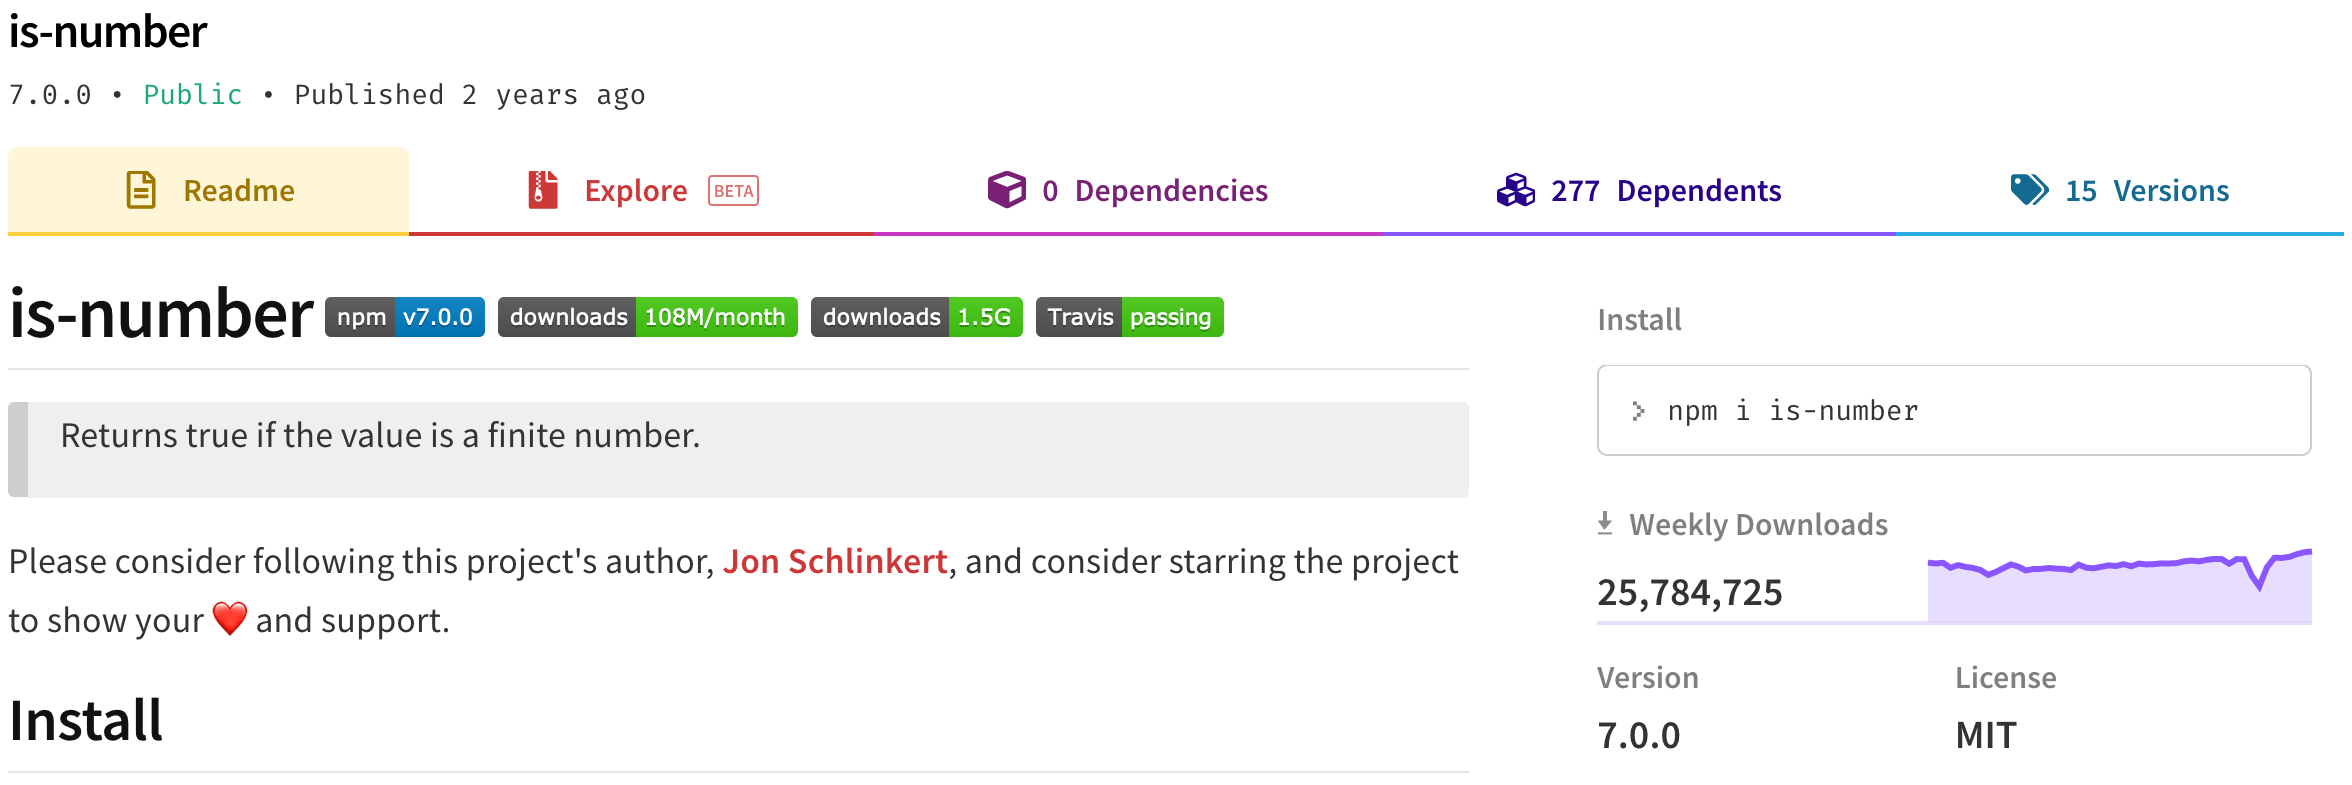 is-number
7.0.0 • Public • Published 2 years ago
Readme
Explore BETA
0 Dependencies
277 Dependents
15 Versions
is-number npm v7.0.0 downloads 108M/month downloads 1.5G Travis passing
Returns true if the value is a finite number.
Please consider following this project's author, Jon Schlinkert, and consider starring the project
to show your ❤️ and support.
Install
Install
> npm i is-number
Weekly Downloads
25,784,725
Version
7.0.0
License
MIT